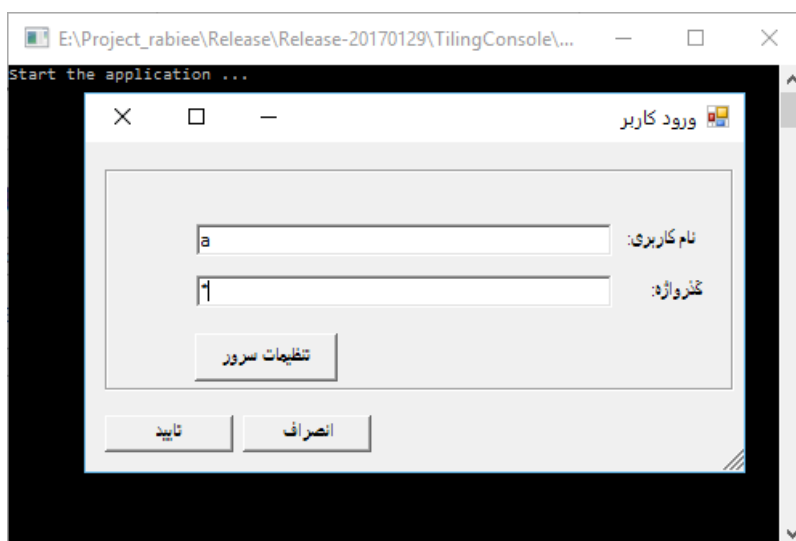 E:\Project_rabiee\Release\Release-20170129\TilingConsole\...
Start the application ...
ورود کاربر
نام کاربری:
a
گذرواژه:
*
تنظیمات سرور
انصراف
تایید